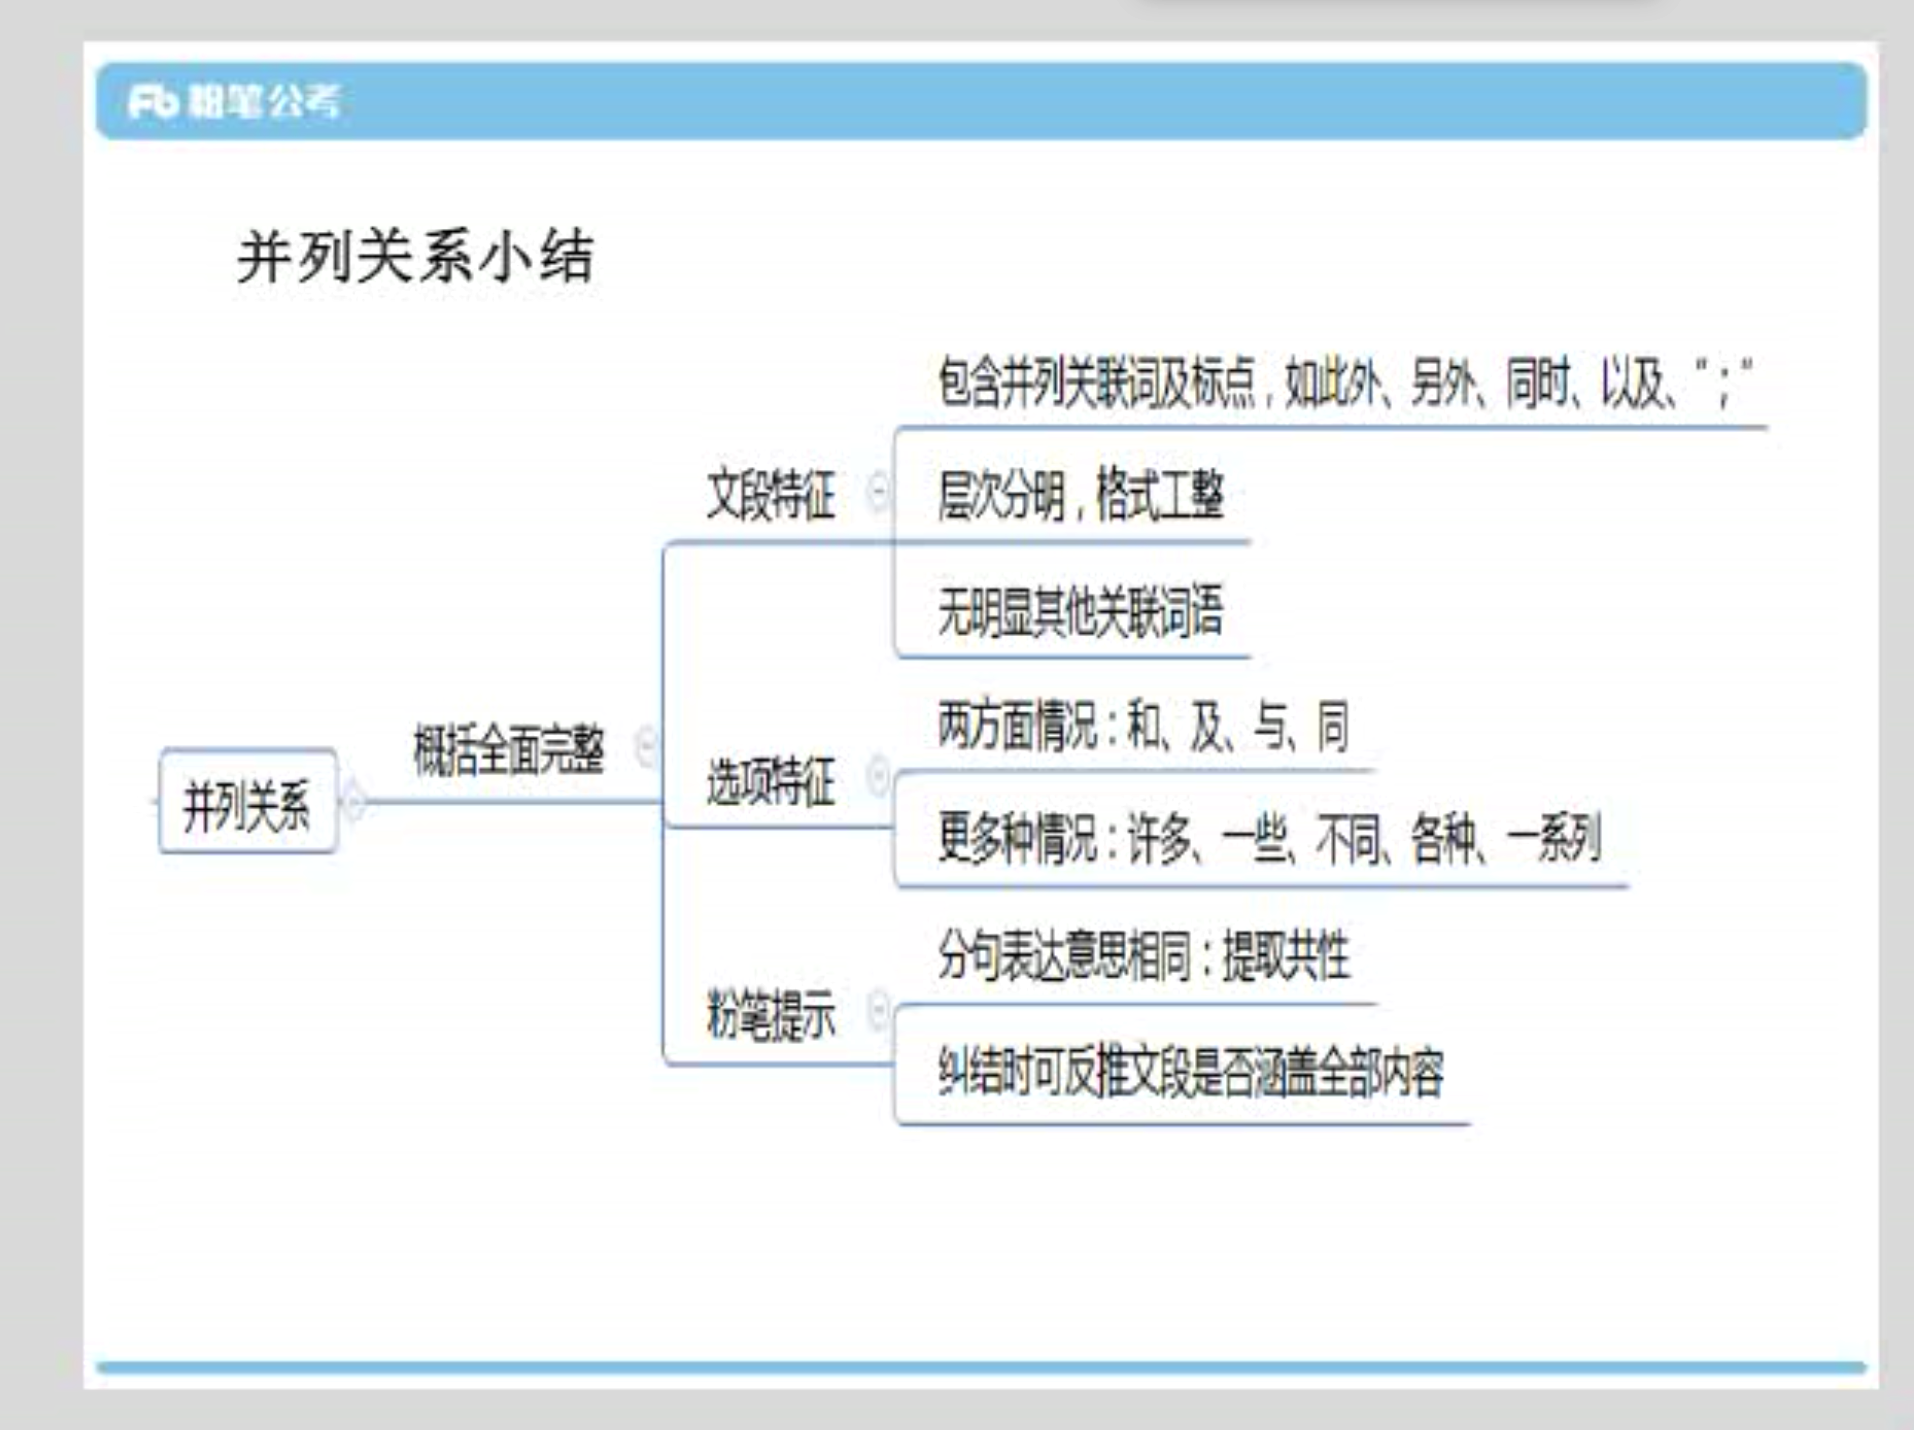 Fb 粉笔公考
并列关系小结
包含并列关联词及标点，如此外、另外、同时、以及、“；”
文段特征
层次分明，格式工整
无明显其他关联词语
并列关系
概括全面完整
选项特征
两方面情况：和、及、与、同
更多种情况：许多、一些、不同、各种、一系列
粉笔提示
分句表达意思相同：提取共性
纠结时可反推文段是否涵盖全部内容